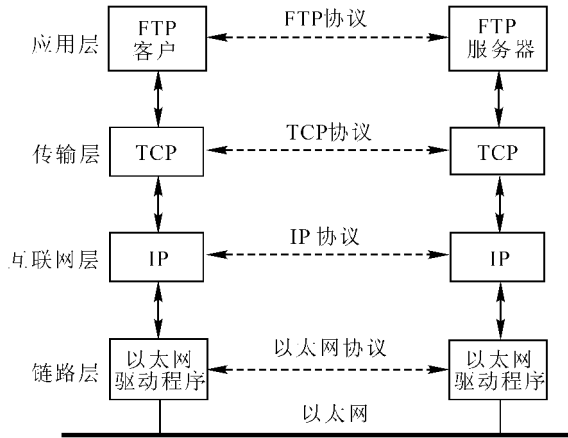 应用层
FTP
客户
FTP协议
FTP
服务器
传输层
TCP
TCP协议
TCP
互联网层
IP
IP 协议
IP
链路层
以太网
驱动程序
以太网协议
以太网
驱动程序
以太网